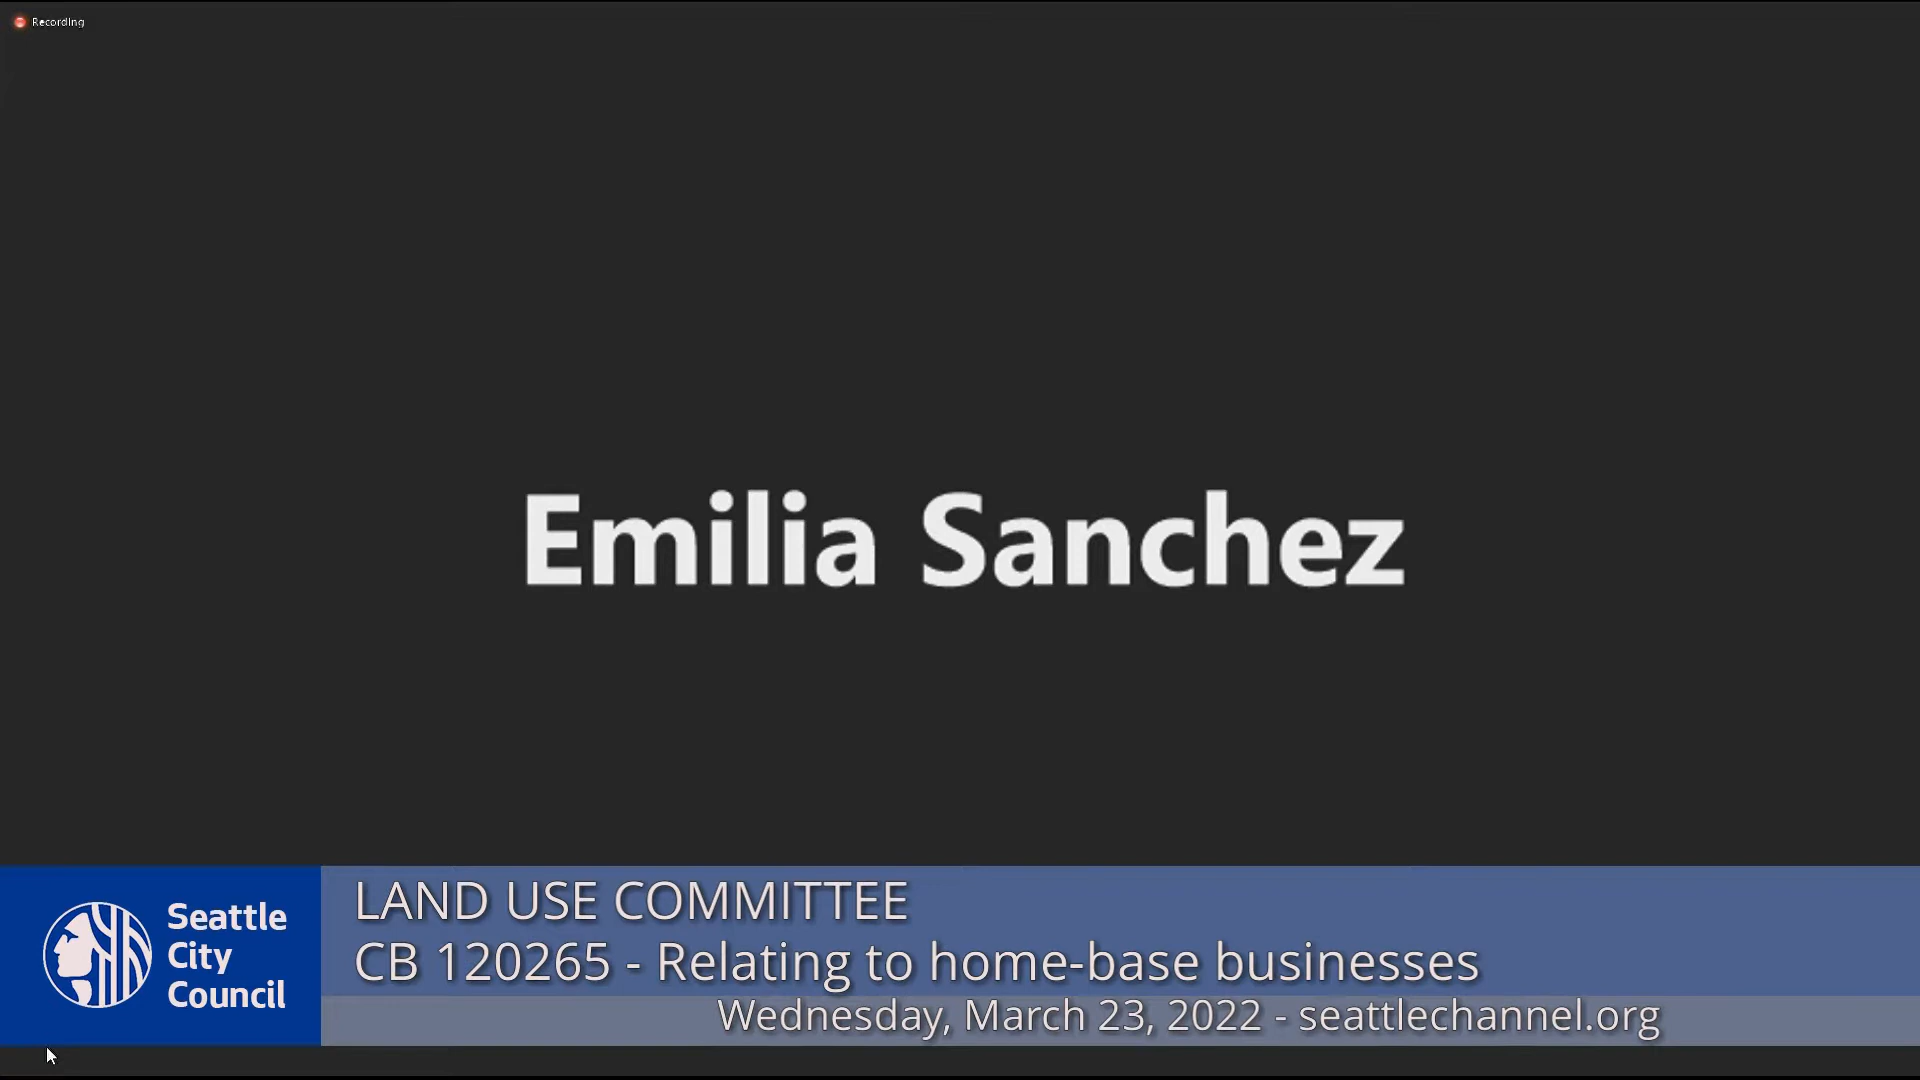 Recording
Emilia Sanchez
Seattle
City
Council
LAND USE COMMITTEE
CB 120265 - Relating to home-base businesses
Wednesday, March 23, 2022 - seattlechannel.org